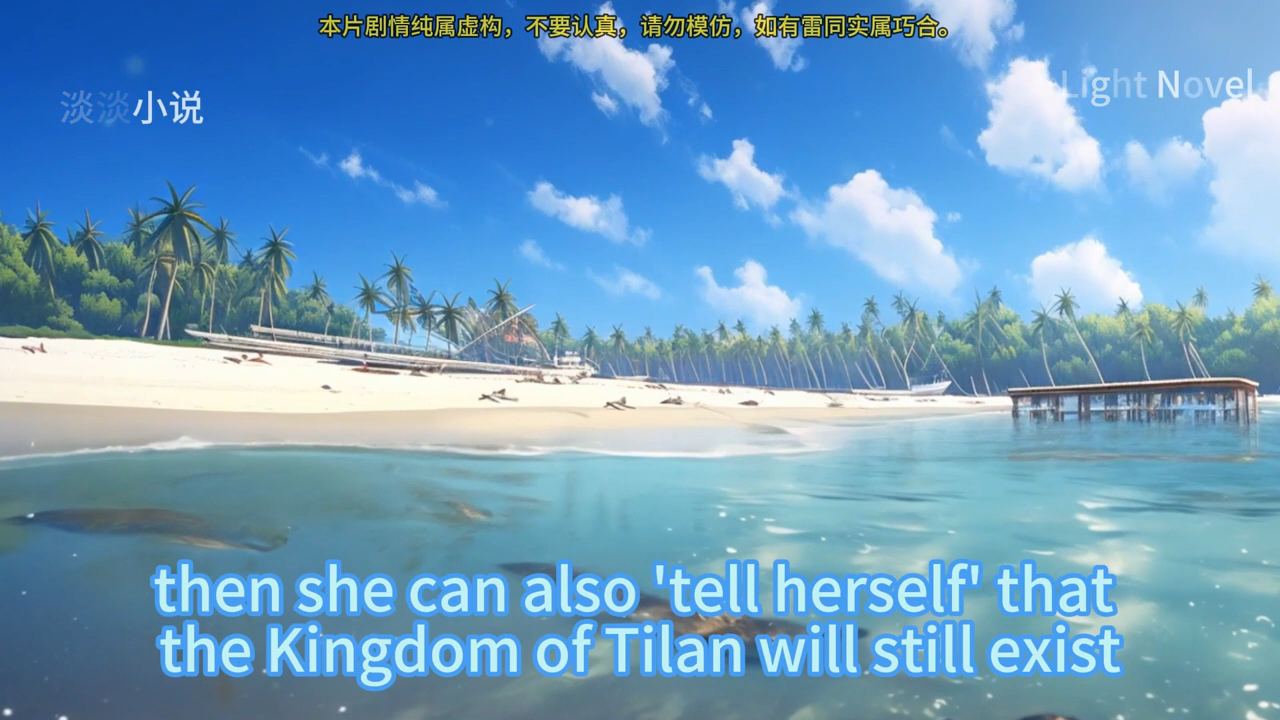 本片剧情纯属虚构，不要认真，请勿模仿，如有雷同实属巧合。
淡淡小说
Light Novel
then she can also 'tell herself' that
the Kingdom of Tilan will still exist